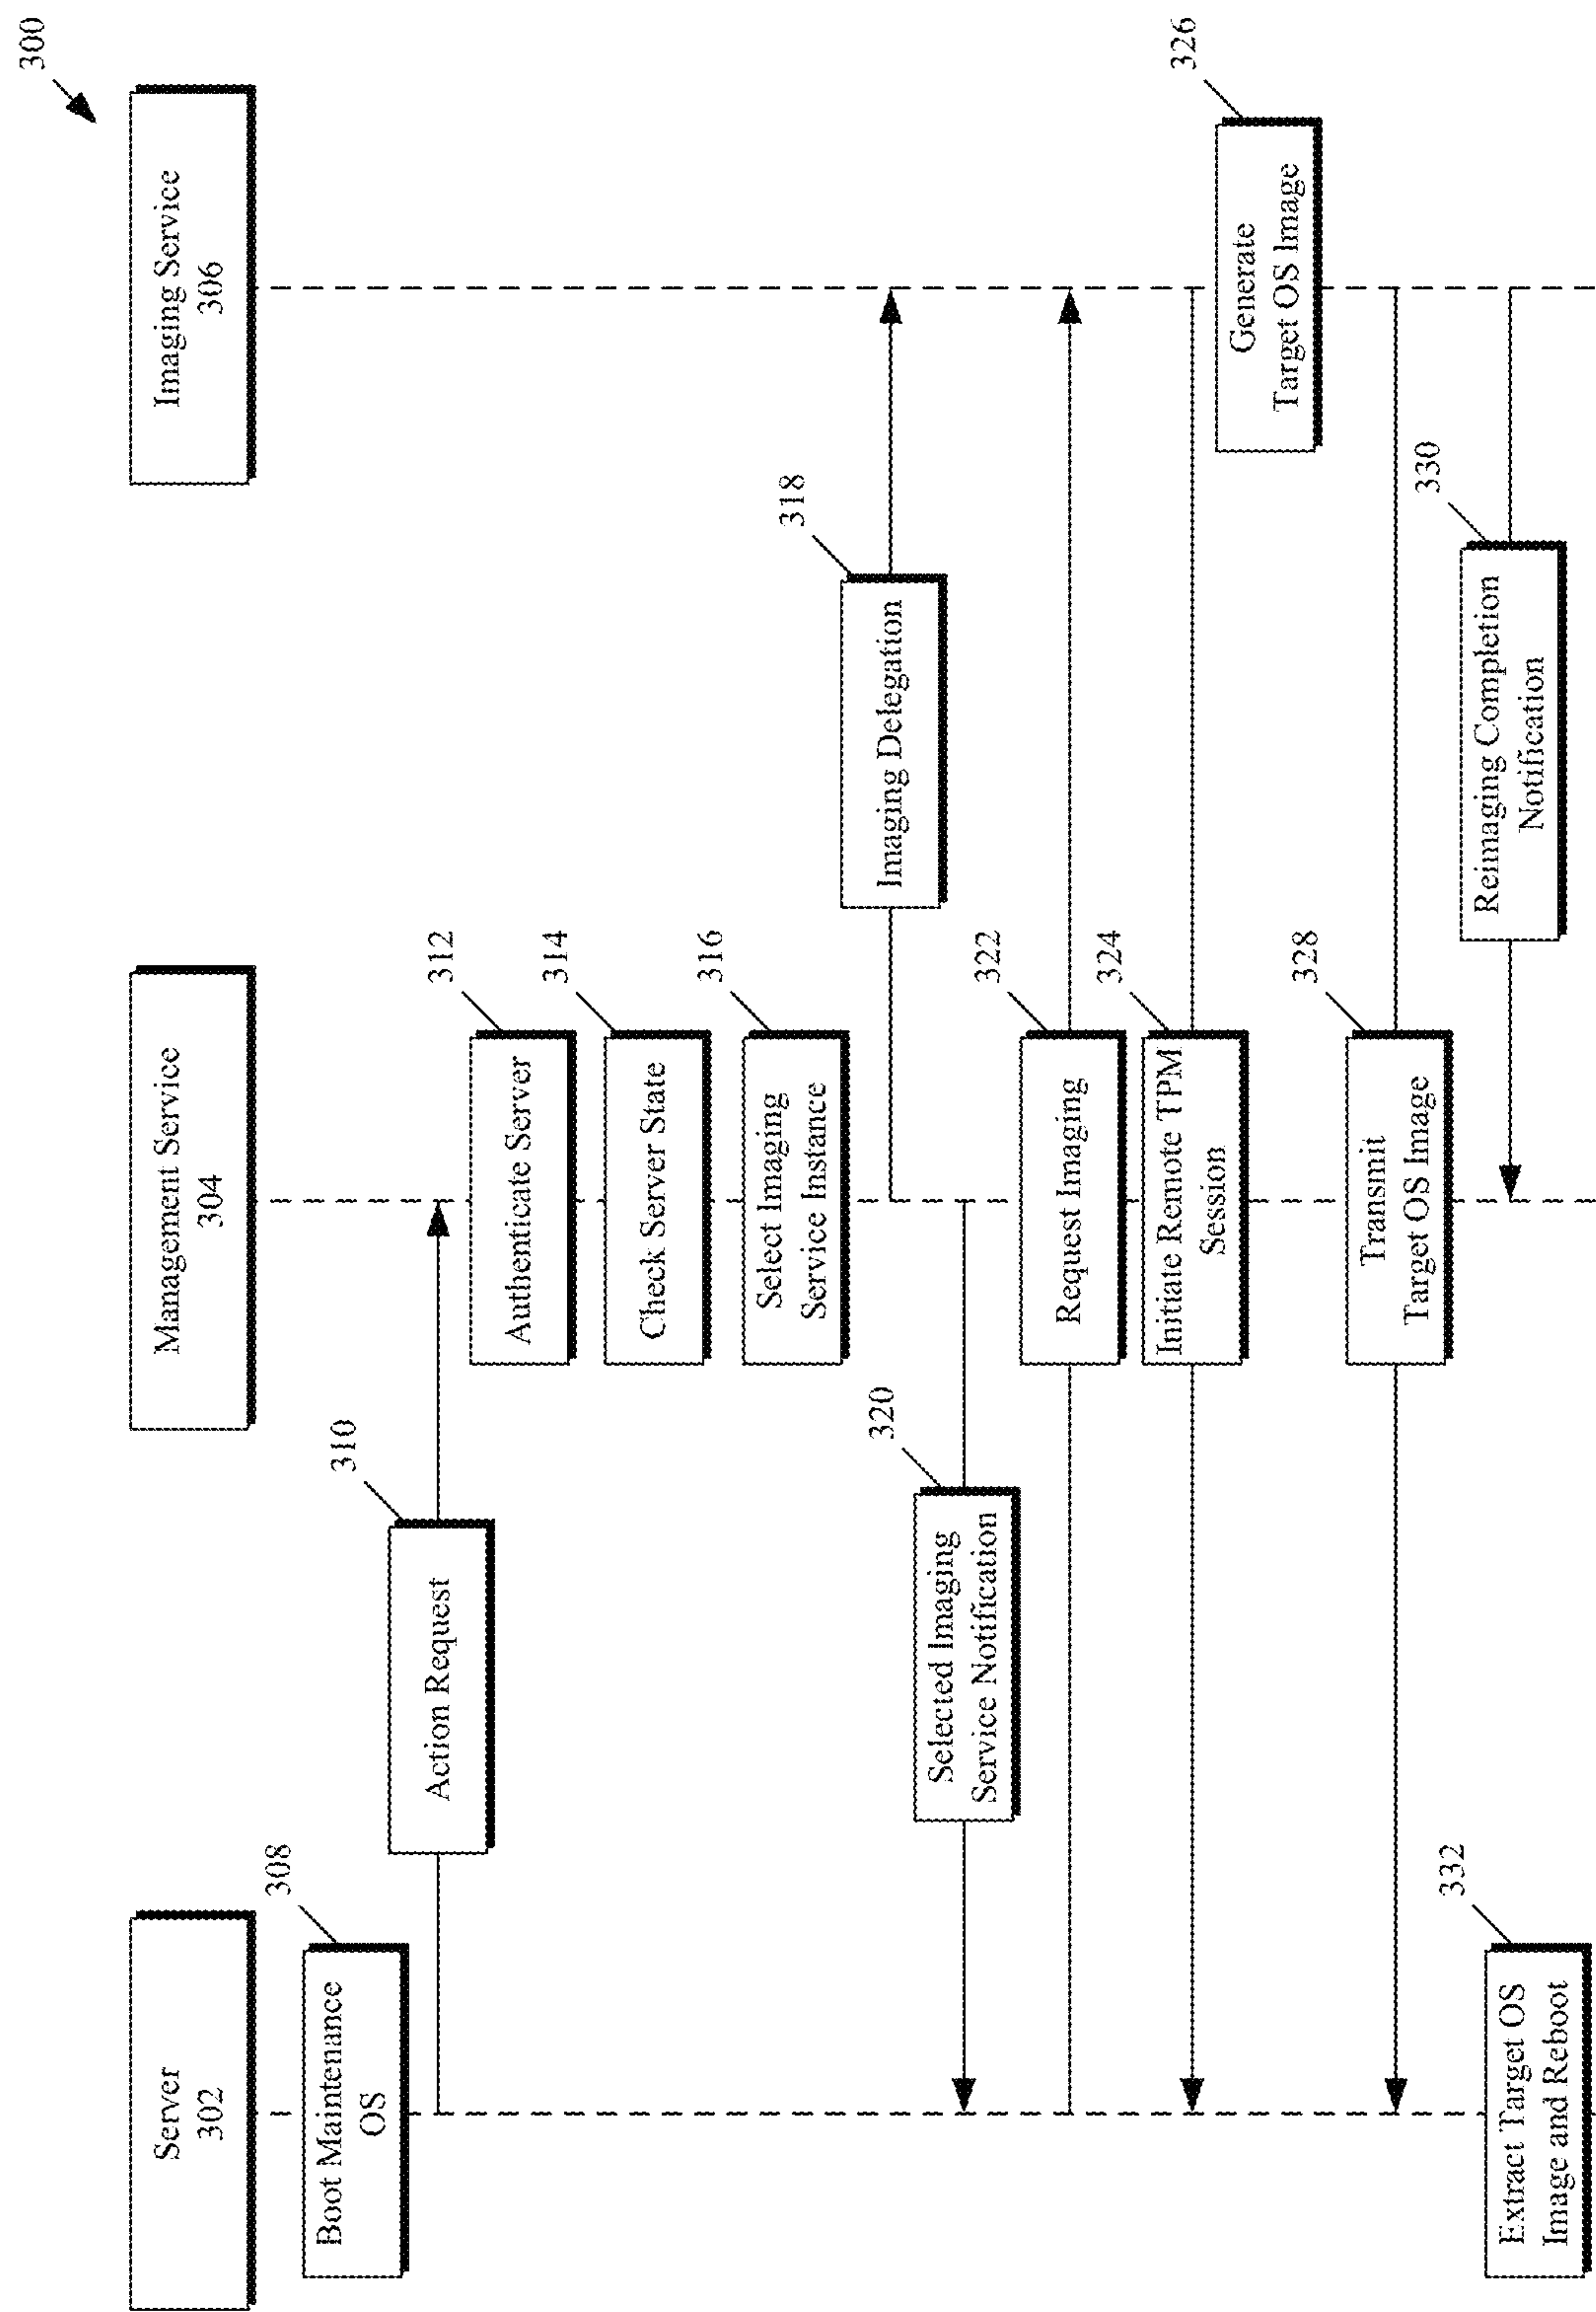 300
Server
302
Management Service
304
Imaging Service
306
308
Boot Maintenance
OS
310
Action Request
312
Authenticate Server
314
Check Server State
316
Select Imaging
Service Instance
318
Imaging Delegation
320
Selected Imaging
Service Notification
322
Request Imaging
324
Initiate Remote TPM
Session
326
Generate
Target OS Image
328
Transmit
Target OS Image
330
Reimaging Completion
Notification
332
Extract Target OS
Image and Reboot